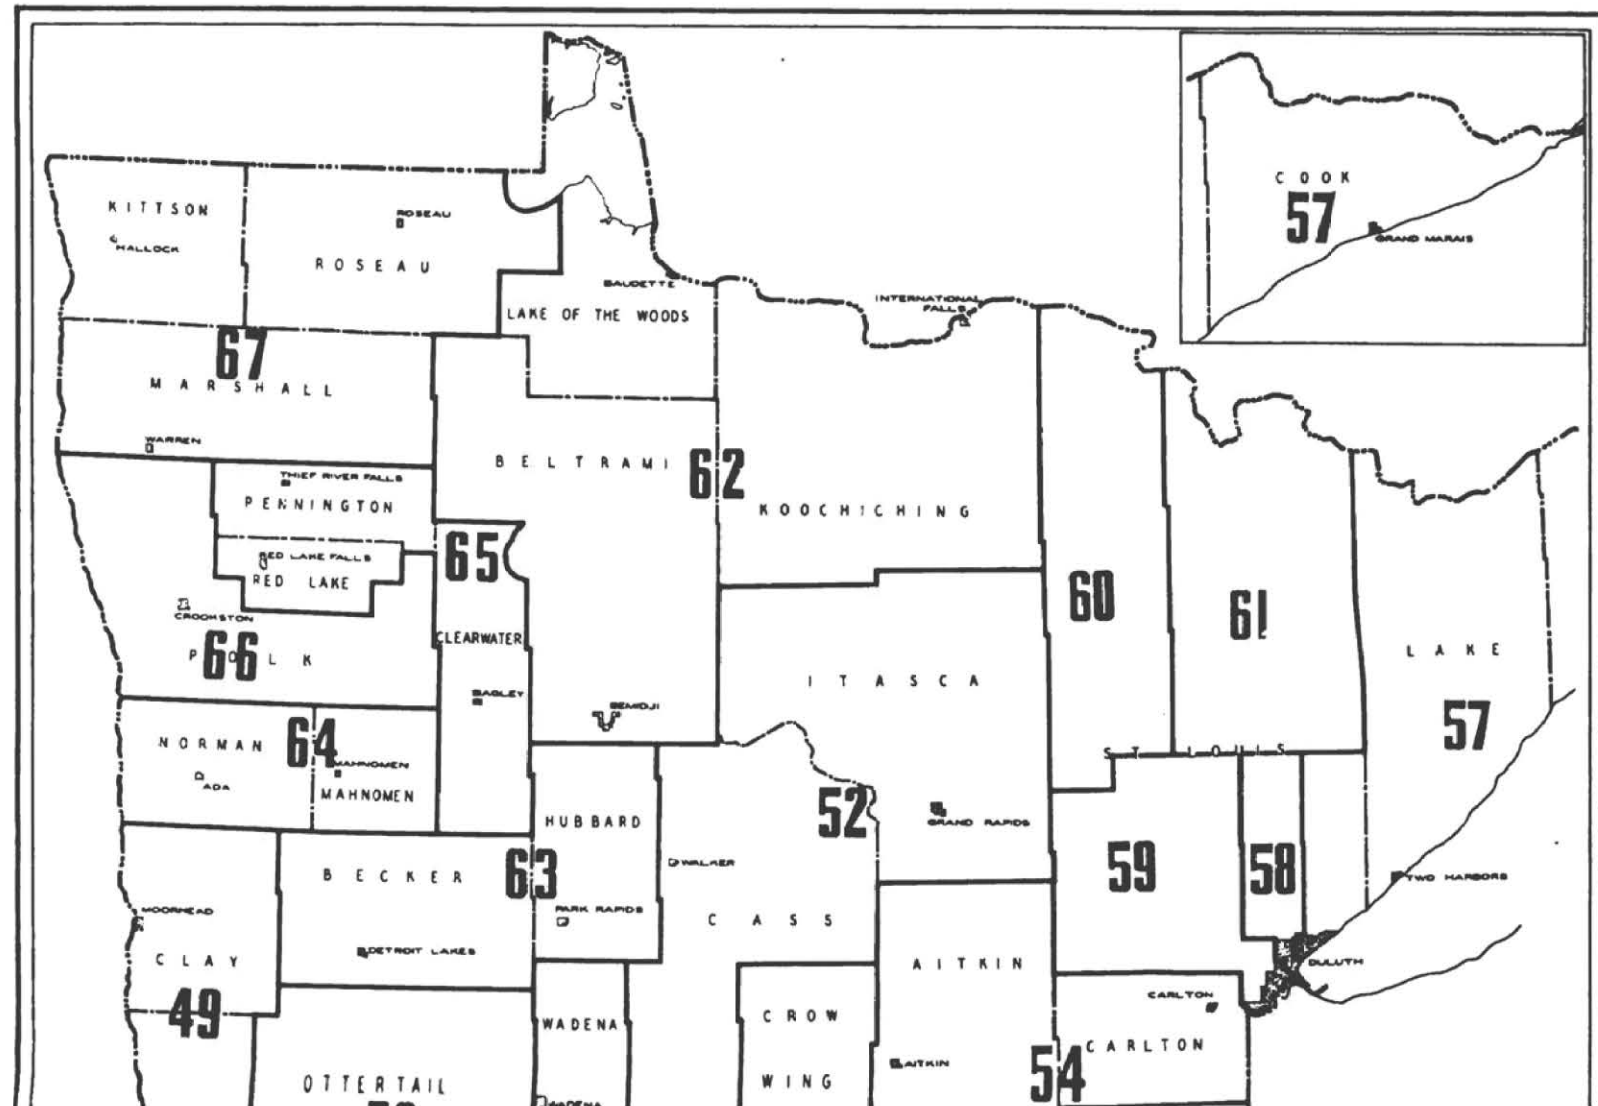 COOK
57
GRAND MARAIS
KITTSON
HALLOCK
ROSEAU
ROSEAU
BAUDETTE
LAKE OF THE WOODS
INTERNATIONAL
FALLS
67
MARSHALL
WARREN
BELTRAMI
62
KOOCHICHING
THIEF RIVER FALLS
PENNINGTON
65
RED LAKE FALLS
RED LAKE
60
61
CROOKSTON
66
POLK
CLEARWATER
LAKE
ITASCA
BAGLEY
BEMIDJI
57
NORMAN
64
MAHNOMEN
ADA
MAHNOMEN
ST LOUIS
52
HUBBARD
GRAND RAPIDS
WALKER
59
58
BECKER
63
TWO HARBORS
PARK RAPIDS
MOORHEAD
CASS
DETROIT LAKES
CLAY
AITKIN
DULUTH
CARLTON
49
WADENA
CROW
WING
CARLTON
AITKIN
54
OTTERTAIL
WADENA